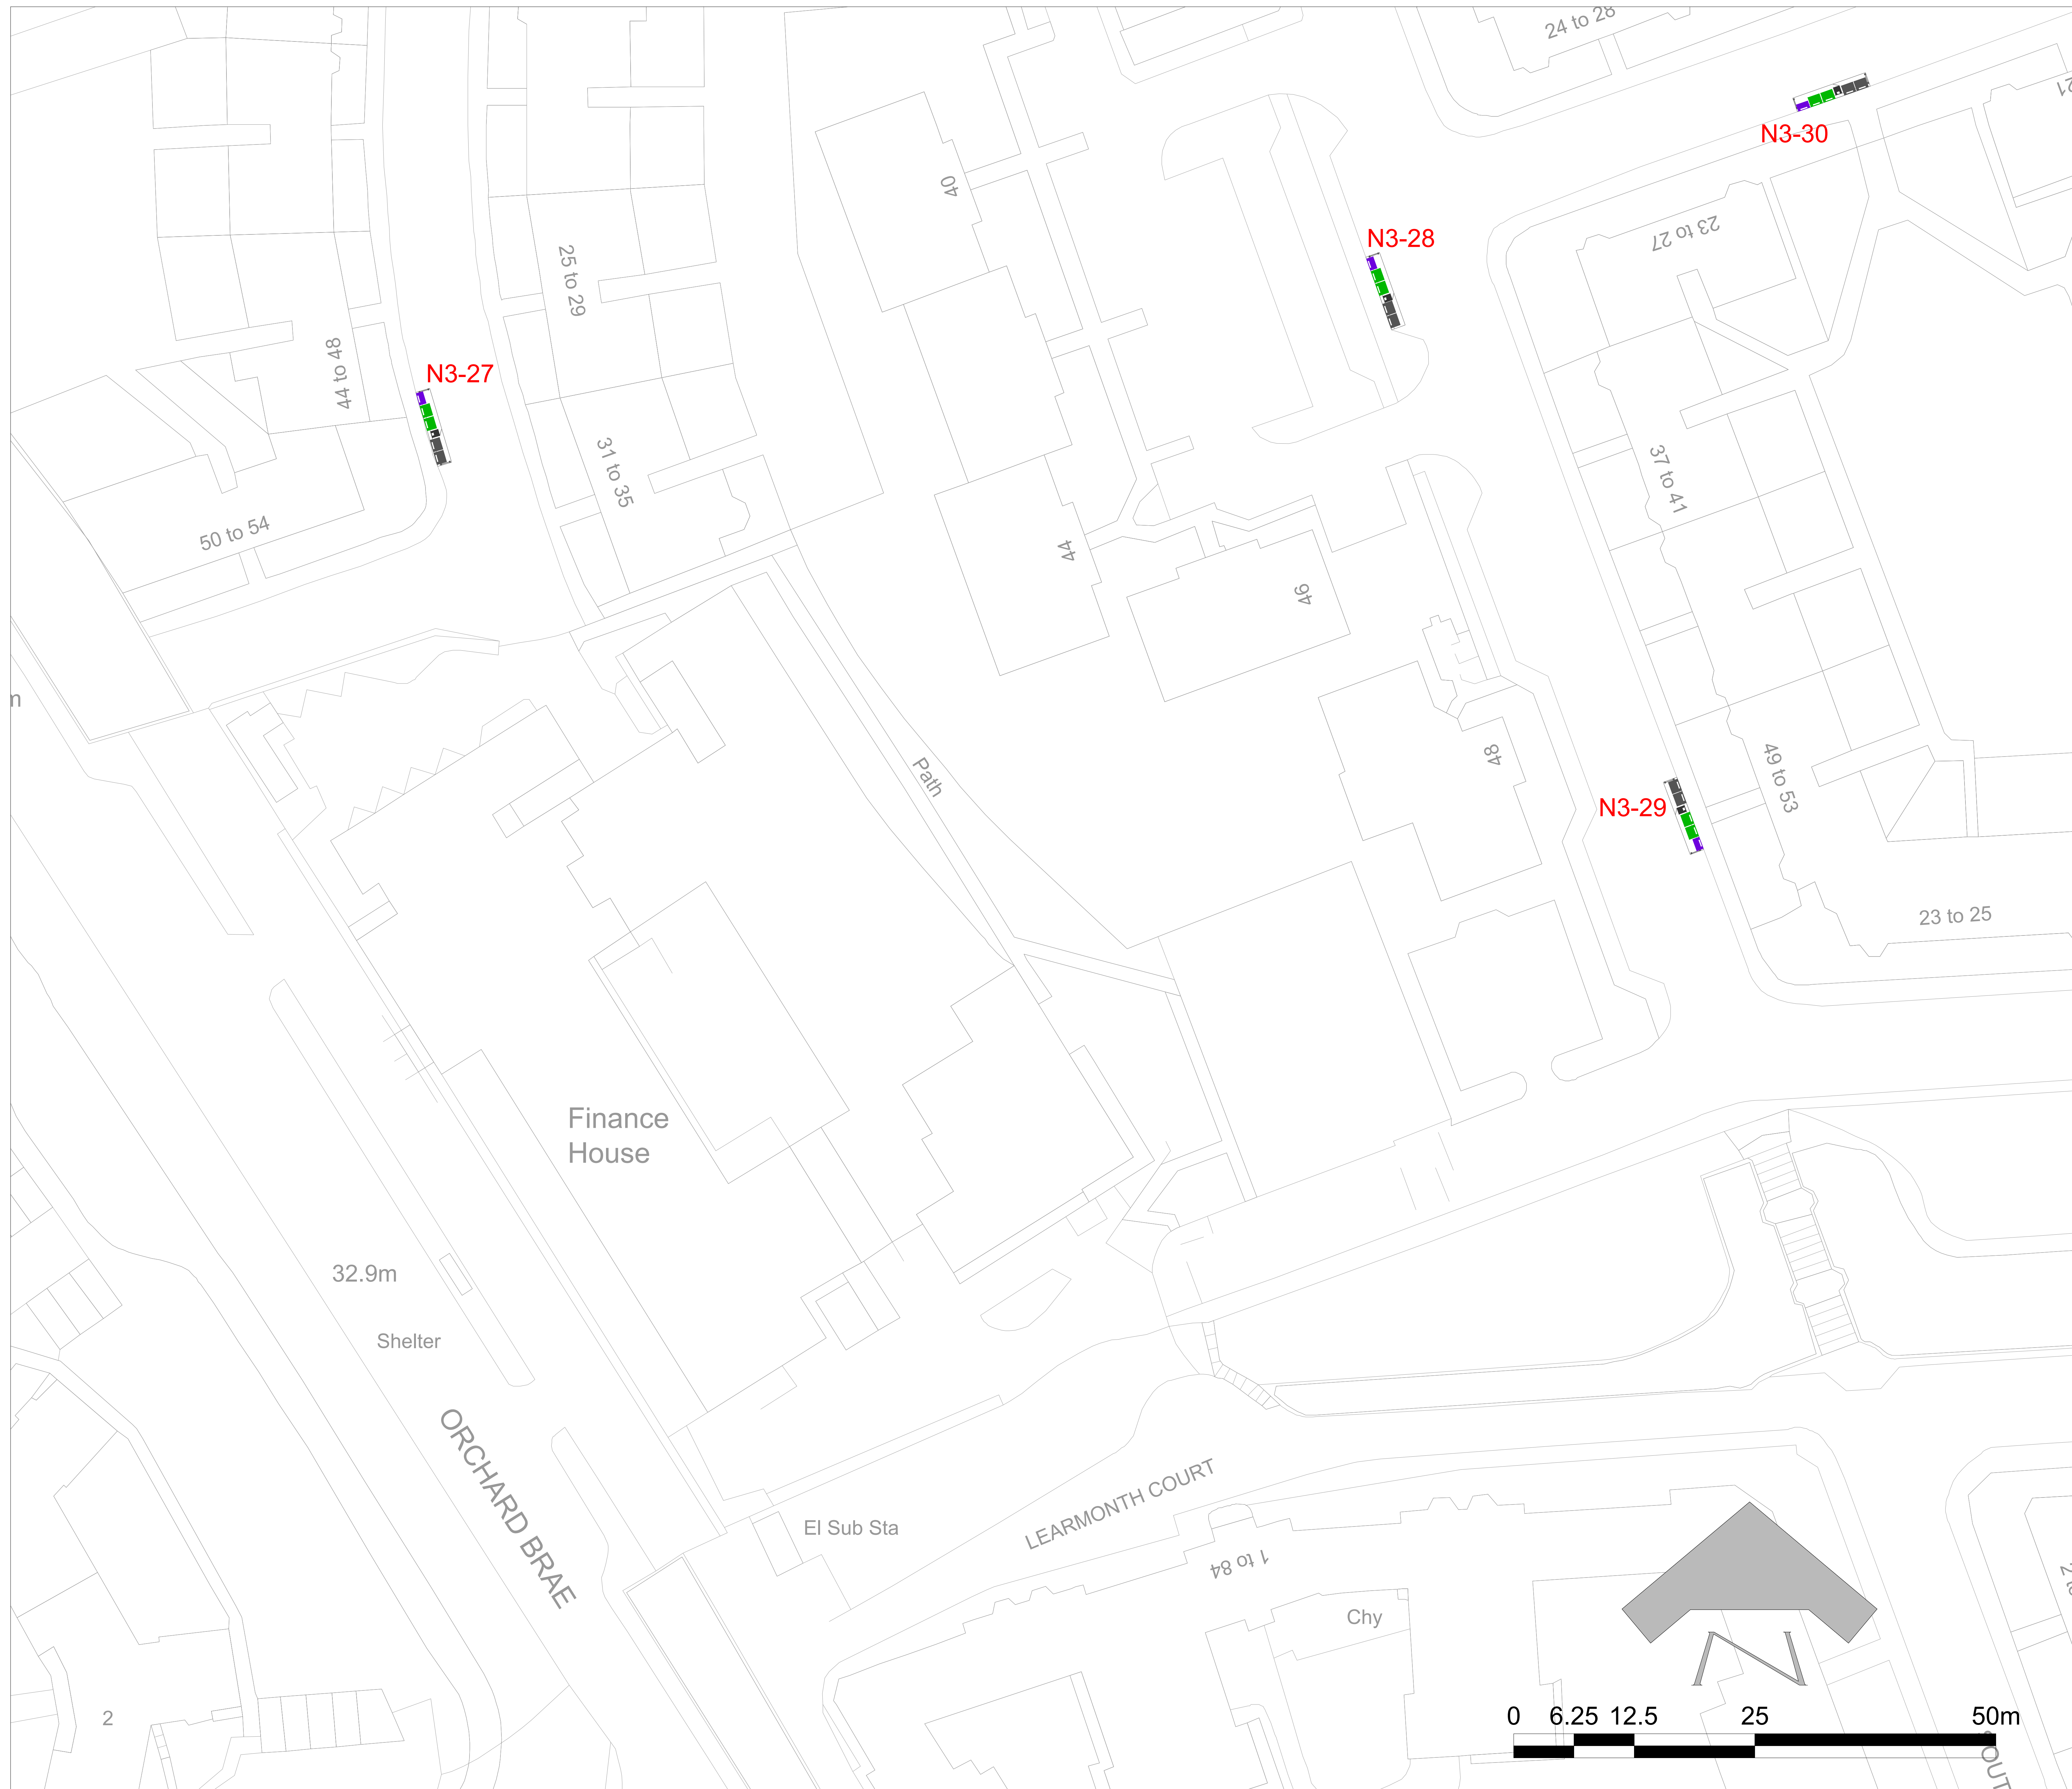 24 to 28
21
N3-30
40
23 to 27
N3-28
25 to 29
44 to 48
N3-27
31 to 35
37 to 41
50 to 54
44
46
m
Path
48
49 to 53
N3-29
23 to 25
Finance
House
32.9m
Shelter
ORCHARD BRAE
LEARMONTH COURT
El Sub Sta
1 to 84
Chy
2
0 6.25 12.5 25 50m
N
OUT